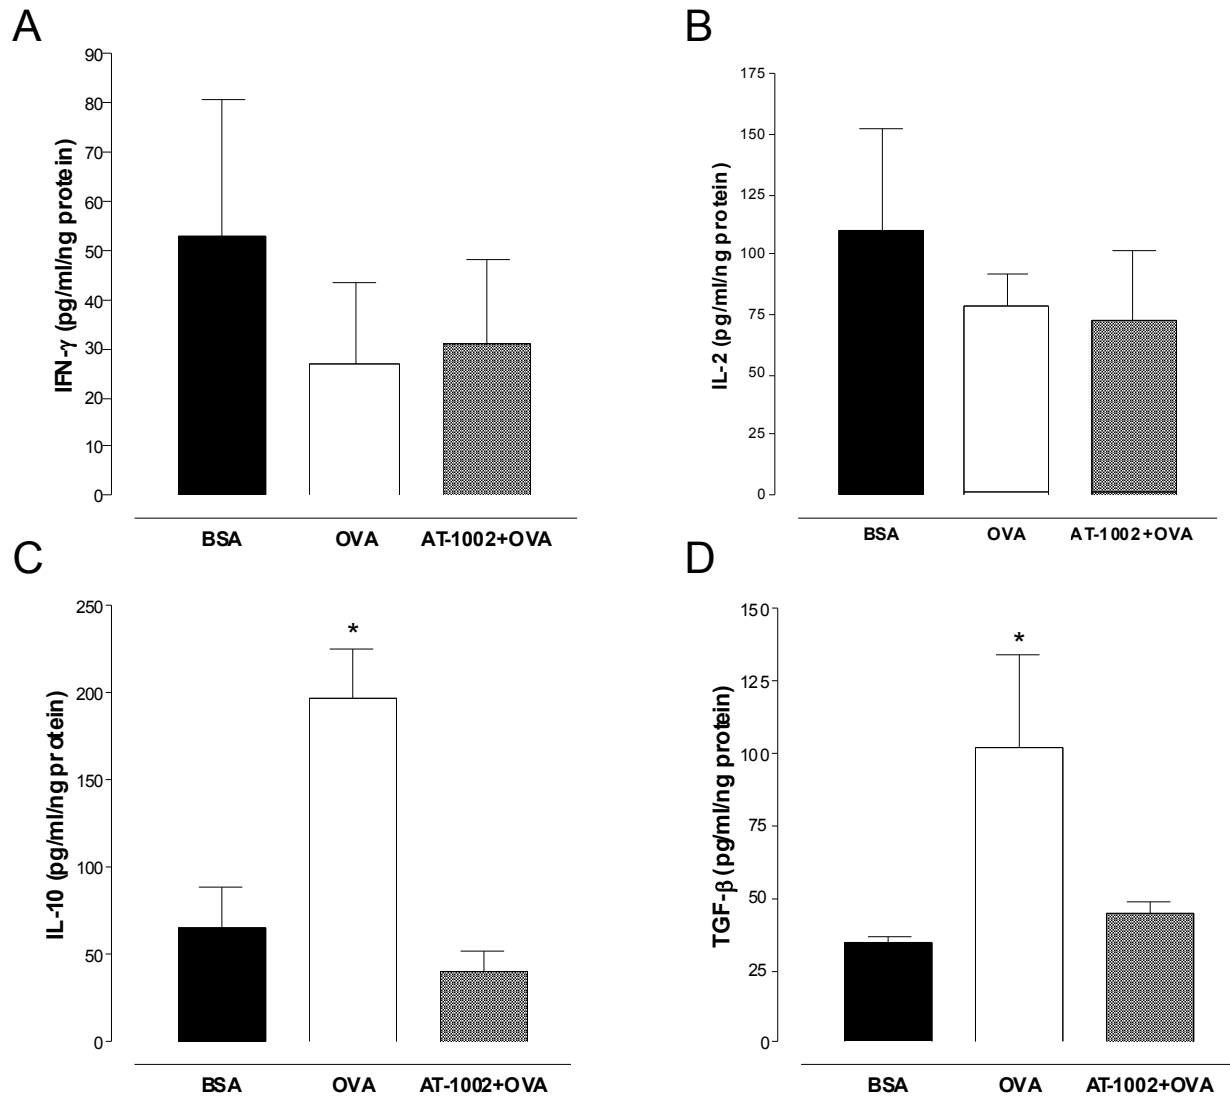 A
IFN-γ (pg/ml/ng protein)
90
80
70
60
50
40
30
20
10
0
BSA OVA AT-1002+OVA
B
IL-2 (pg/ml/ng protein)
175
150
125
100
75
50
25
0
BSA OVA AT-1002+OVA
C
IL-10 (pg/ml/ng protein)
250
200
150
100
50
0
*
BSA OVA AT-1002+OVA
D
TGF-β (pg/ml/ng protein)
150
125
100
75
50
25
0
*
BSA OVA AT-1002+OVA